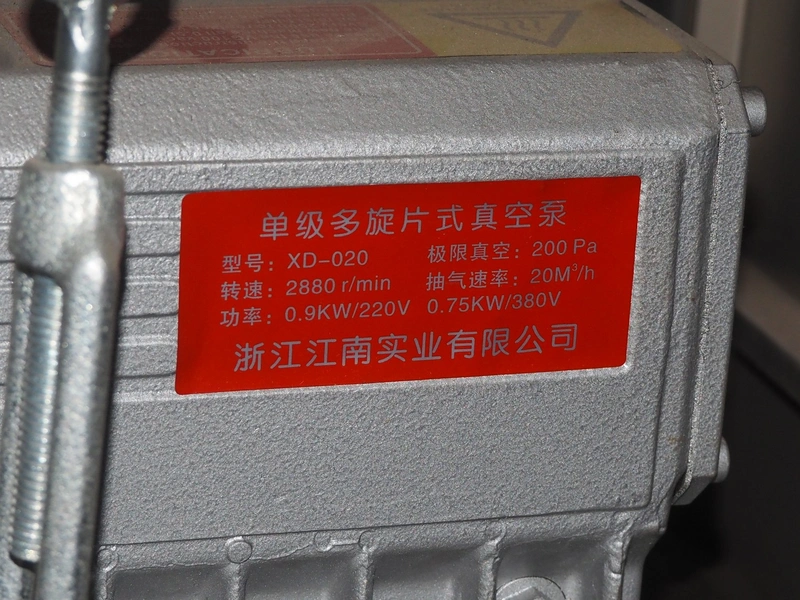 单级多旋片式真空泵
型号：XD-020 极限真空：200 Pa
转速：2880 r/min 抽气速率：20M³/h
功率：0.9KW/220V 0.75KW/380V
浙江江南实业有限公司